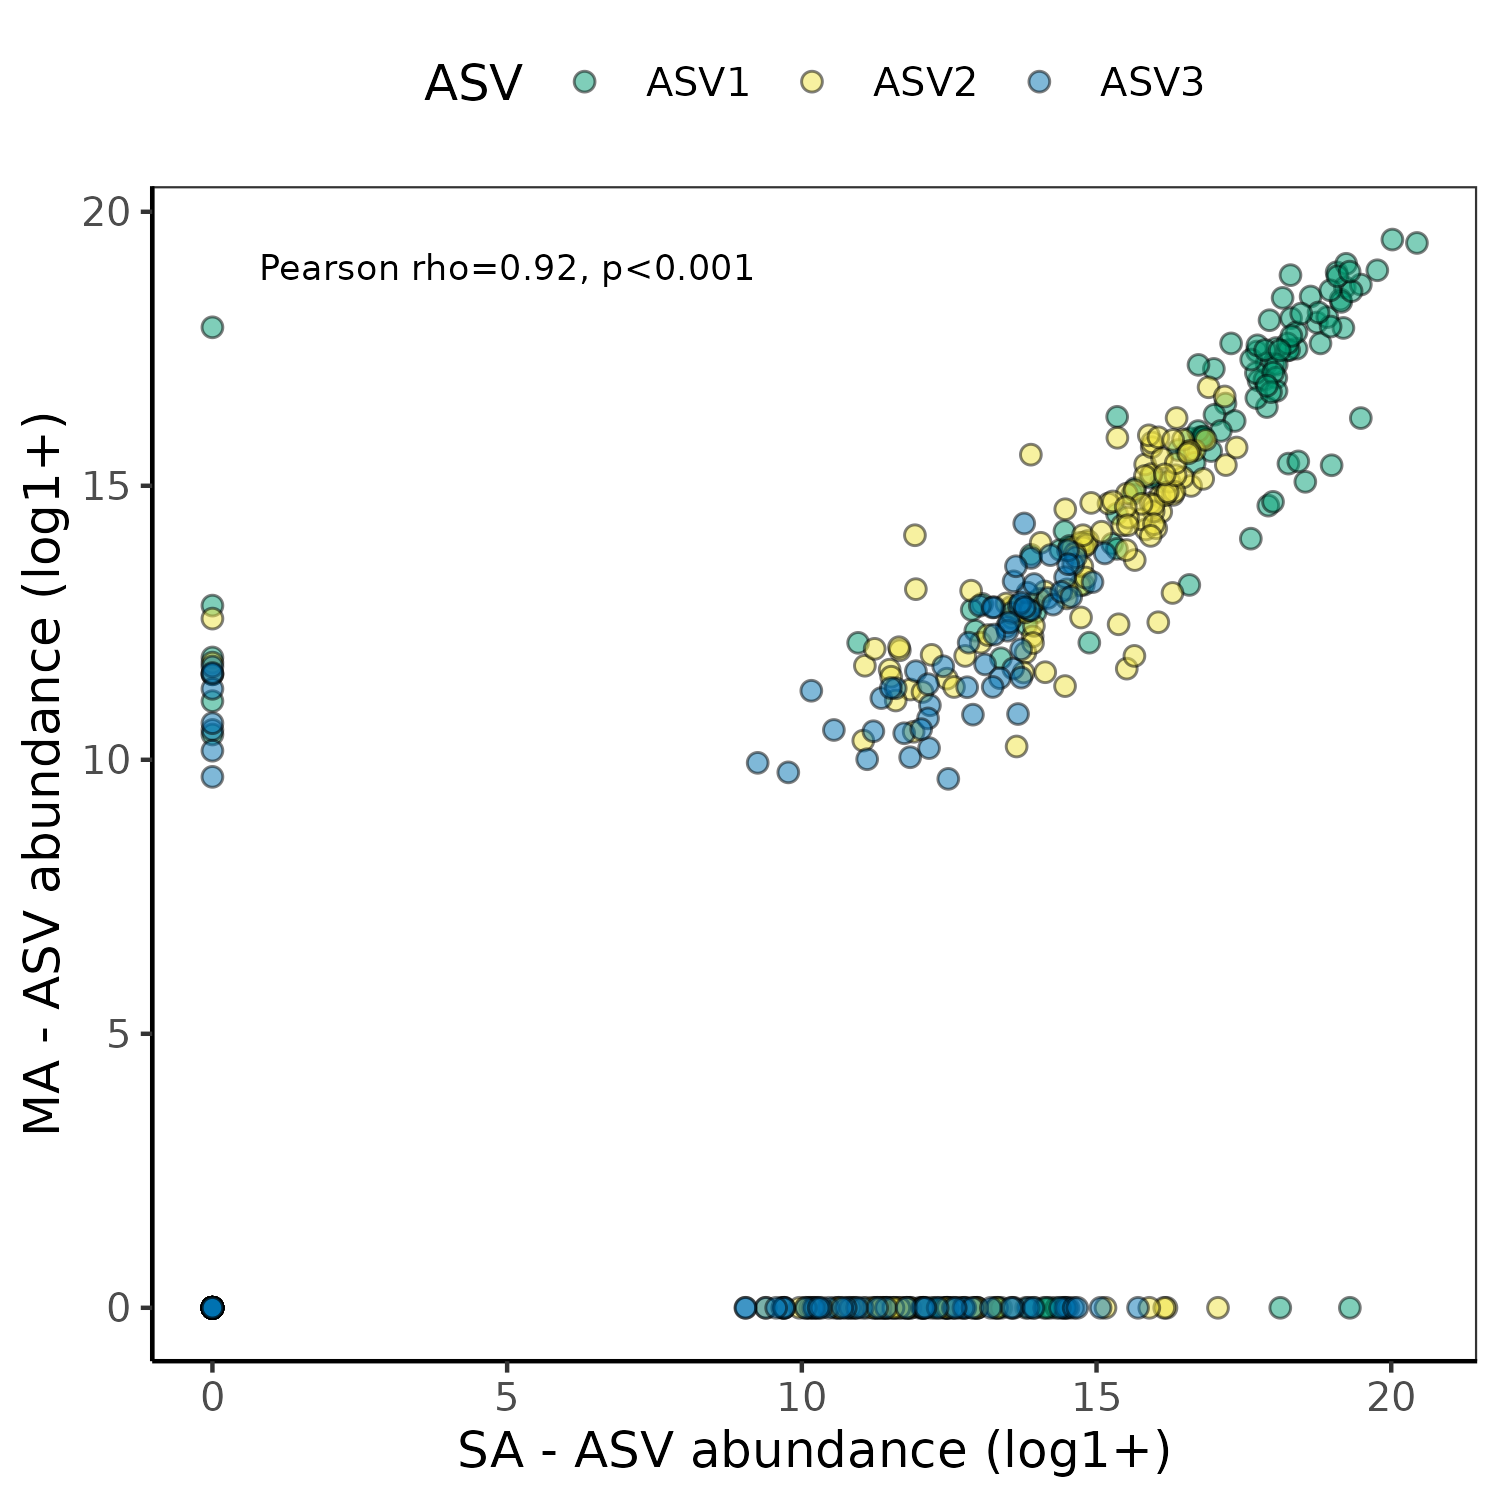 ASV ASV1 ASV2 ASV3
Pearson rho=0.92, p<0.001
MA - ASV abundance (log1+)
20
15
10
5
0
0 5 10 15 20
SA - ASV abundance (log1+)